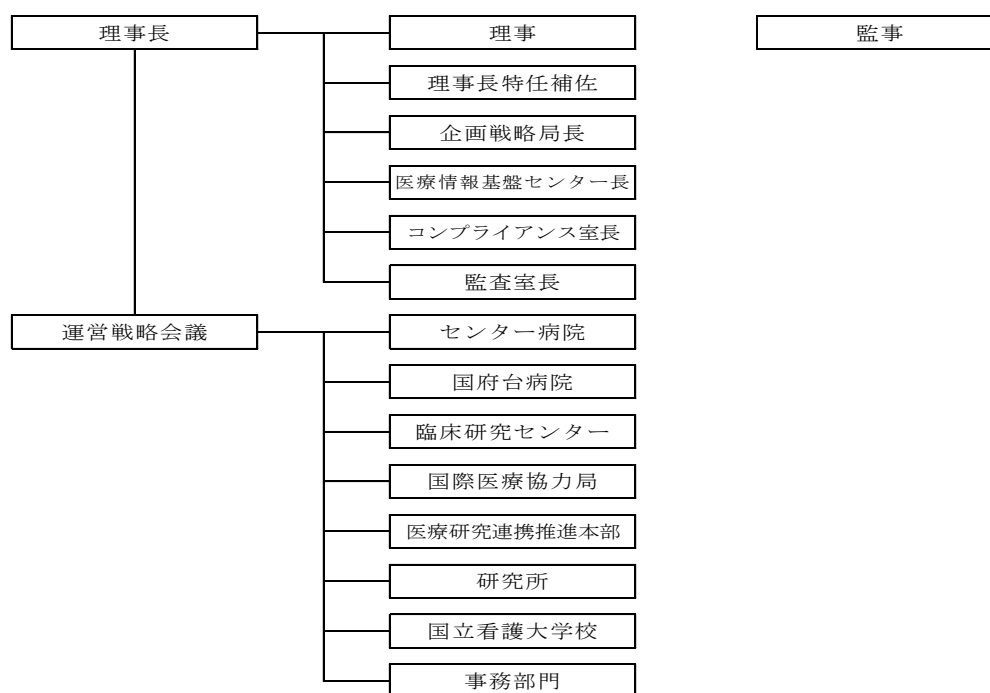 理事長
理事
監事
理事長特任補佐
企画戦略局長
医療情報基盤センター長
コンプライアンス室長
監査室長
運営戦略会議
センター病院
国府台病院
臨床研究センター
国際医療協力局
医療研究連携推進本部
研究所
国立看護大学校
事務部門